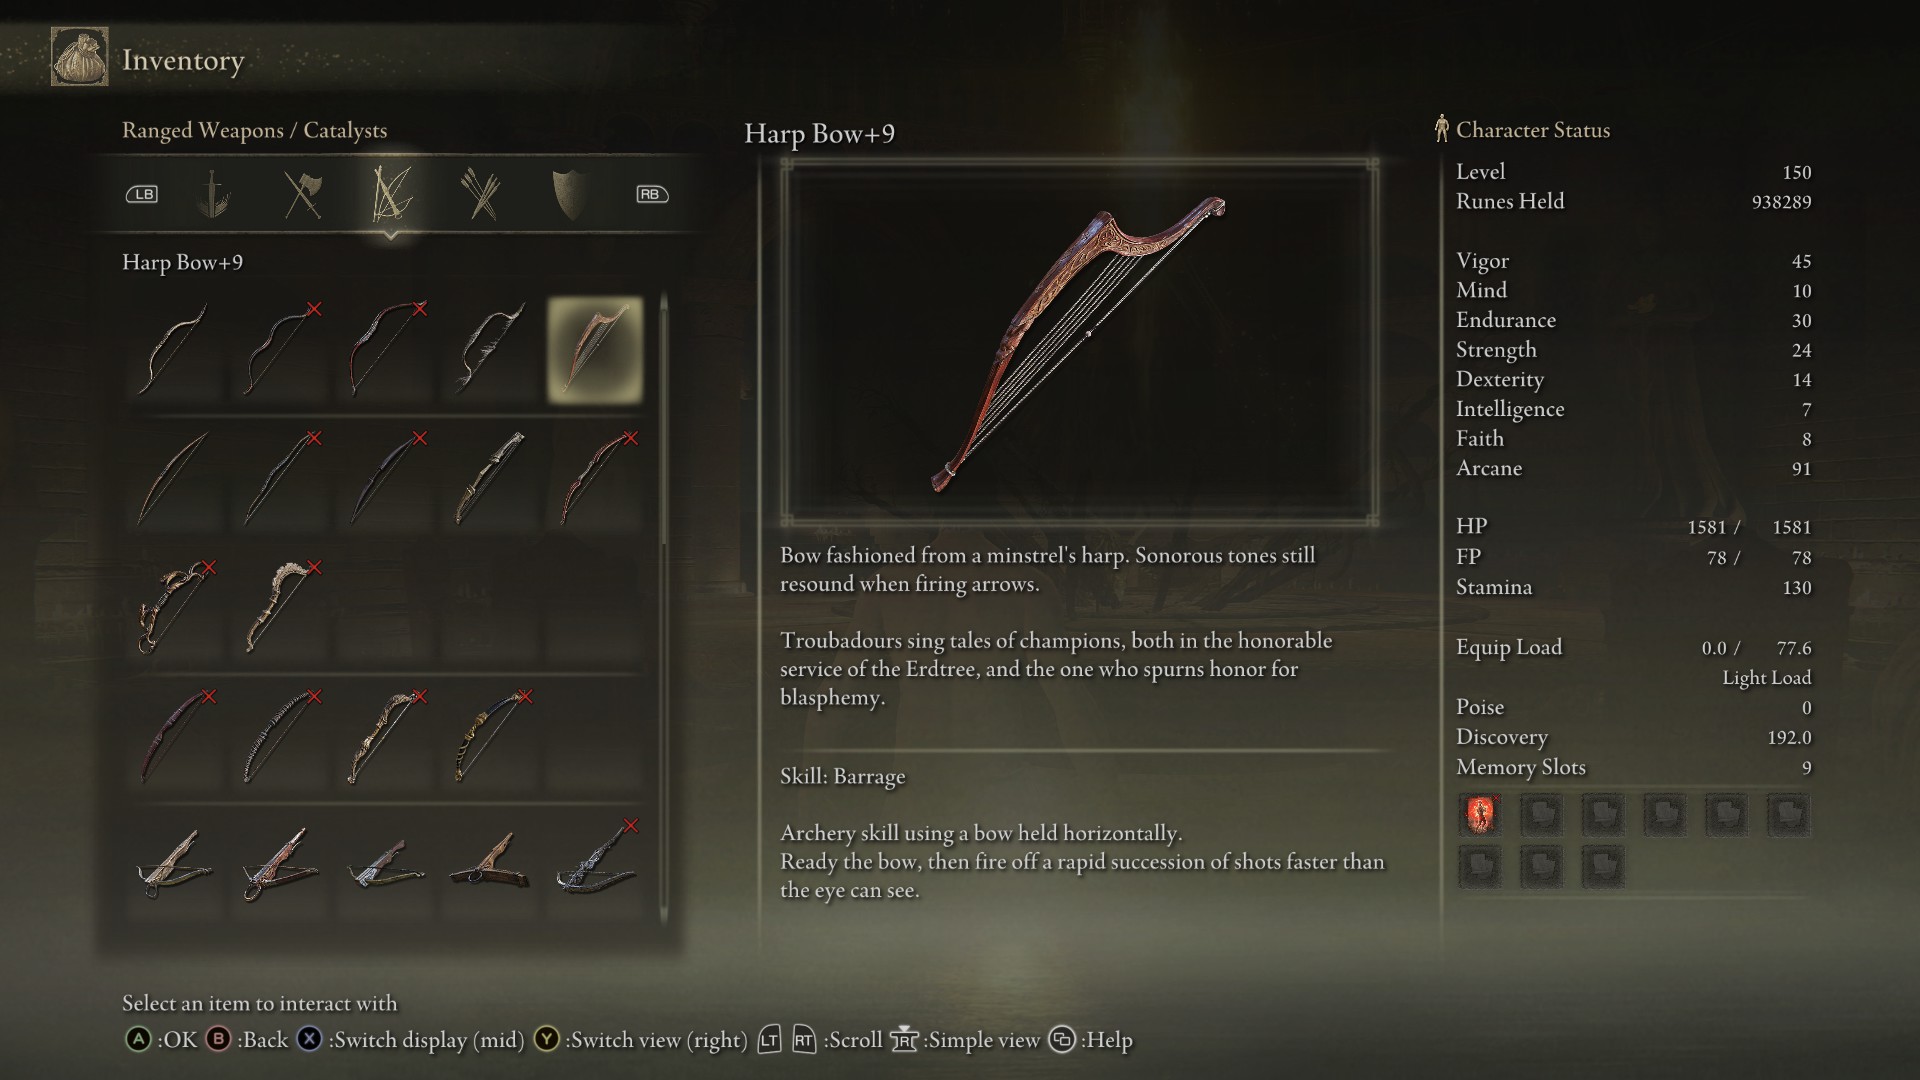 Inventory
Ranged Weapons / Catalysts
LB
RB
Harp Bow+9
Harp Bow+9
Bow fashioned from a minstrel's harp. Sonorous tones still
resound when firing arrows.
Troubadours sing tales of champions, both in the honorable
service of the Erdtree, and the one who spurns honor for
blasphemy.
Skill: Barrage
Archery skill using a bow held horizontally.
Ready the bow, then fire off a rapid succession of shots faster than
the eye can see.
Character Status
Level 150
Runes Held 938289
Vigor 45
Mind 10
Endurance 30
Strength 24
Dexterity 14
Intelligence 7
Faith 8
Arcane 91
HP 1581 / 1581
FP 78 / 78
Stamina 130
Equip Load 0.0 / 77.6
Light Load
Poise 0
Discovery 192.0
Memory Slots 9
Select an item to interact with
A :OK B :Back X :Switch display (mid) Y :Switch view (right) LT RT :Scroll R :Simple view :Help